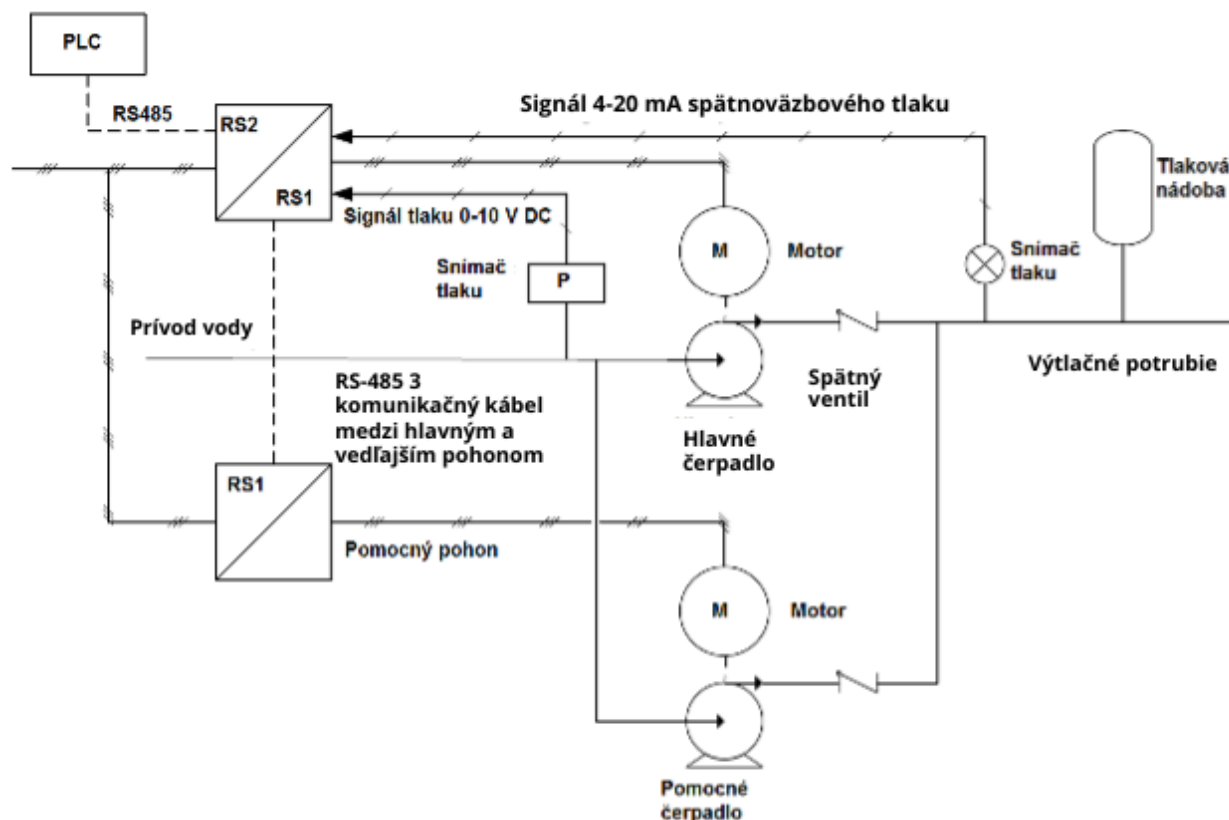 PLC
RS485
RS2
RS1
Signál 4-20 mA spätnoväzbového tlaku
Signál tlaku 0-10 V DC
Snímač
tlaku
P
M
Motor
Snímač
tlaku
Tlaková
nádoba
Prívod vody
Spätný
ventil
Výtlačné potrubie
RS-485 3
komunikačný kábel
medzi hlavným a
vedľajším pohonom
Hlavné
čerpadlo
RS1
Pomocný pohon
M
Motor
Pomocné
čerpadlo